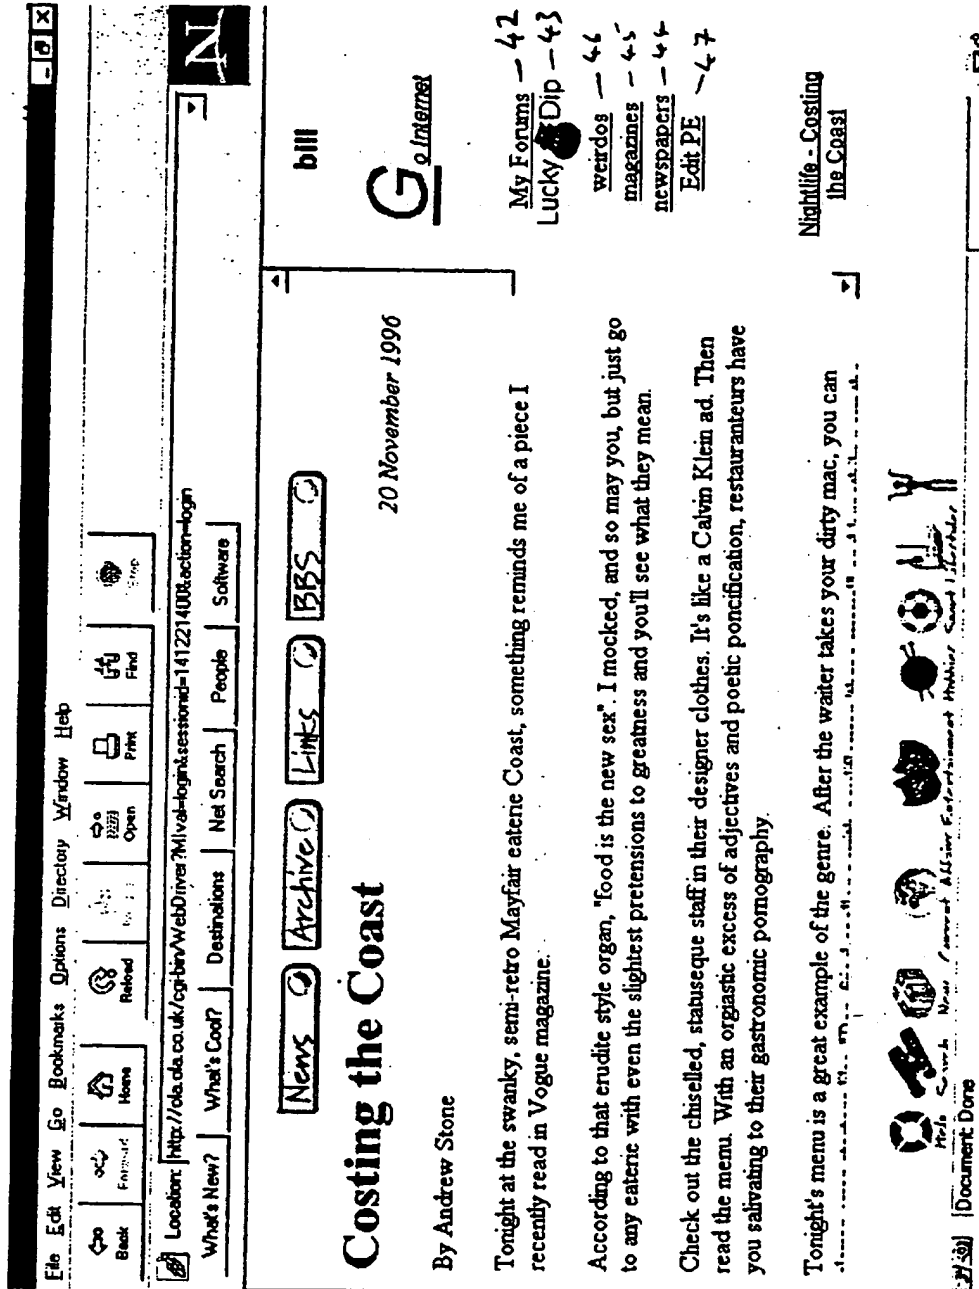 File Edit View Go Bookmarks Options Directory Window Help
Back Forward Home Reload Open Print Find Stop
Location: http://ola.ola.co.uk/cgi-bin/WebDriver?MIval=login&sessionid=141221400&action=login
What's New? What's Cool? Destinations Net Search People Software
N
News Archive Links BBS
bill
Go Internet
Costing the Coast
20 November 1996
By Andrew Stone
My Forums - 42
Lucky Dip - 43
weirdos - 46
magazines - 45
newspapers - 44
Edit PE - 47
Tonight at the swanky, semi-retro Mayfair eaterie Coast, something reminds me of a piece I
recently read in Vogue magazine.
According to that erudite style organ, "food is the new sex". I mocked, and so may you, but just go
to any eaterie with even the slightest pretensions to greatness and you'll see what they mean.
Check out the chiselled, statuseque staff in their designer clothes. It's like a Calvin Klein ad. Then
read the menu. With an orgiastic excess of adjectives and poetic poncification, restauranteurs have
you salivating to their gastronomic pornography
Tonight's menu is a great example of the genre. After the waiter takes your dirty mac, you can
Nightlife - Costing
the Coast
Help Search News Current Affairs Entertainment Hobbies Sport
Document: Done